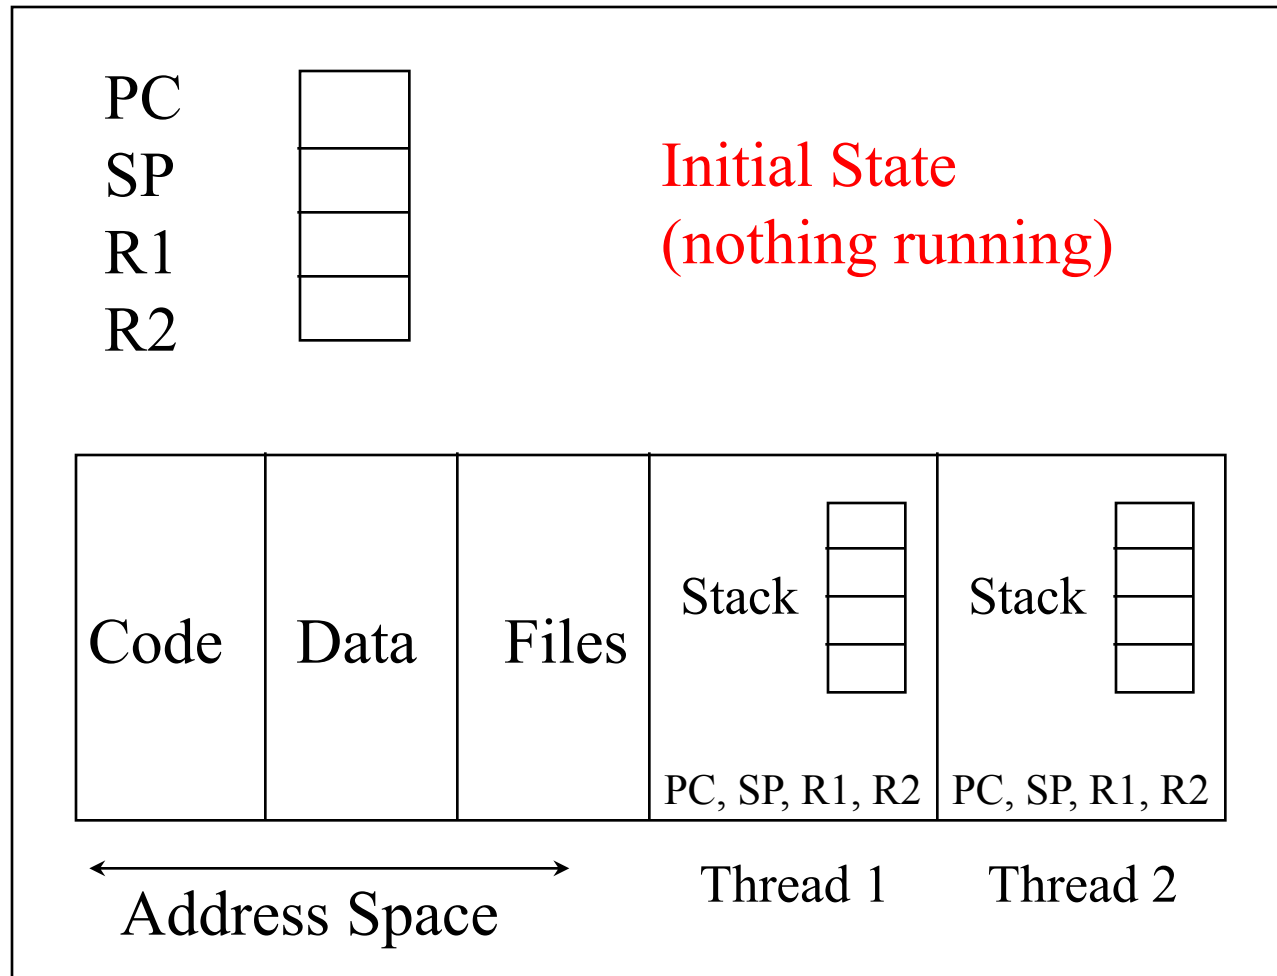 PC
SP
R1
R2
Initial State
(nothing running)
Code
Data
Files
Stack
PC, SP, R1, R2
Stack
PC, SP, R1, R2
Address Space
Thread 1
Thread 2